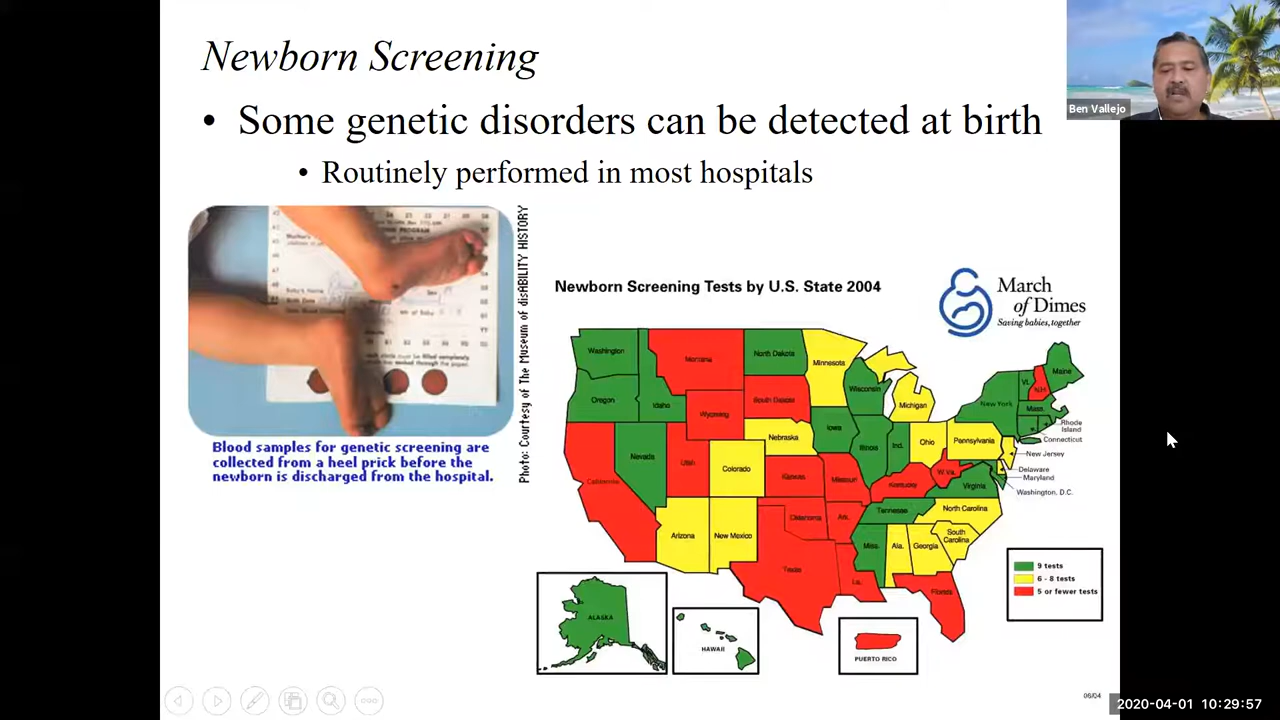 Newborn Screening
• Some genetic disorders can be detected at birth
• Routinely performed in most hospitals
Ben Vallejo
Photo: Courtesy of The Museum of disABILITY HISTORY
Blood samples for genetic screening are
collected from a heel prick before the
newborn is discharged from the hospital.
Newborn Screening Tests by U.S. State 2004
March
of Dimes
Saving babies, together
Washington
Montana
North Dakota
Minnesota
Maine
Oregon
Idaho
Wyoming
South Dakota
Wisconsin
Michigan
New York
Vt.
N.H.
Mass.
Rhode
Island
Connecticut
Nevada
Utah
Colorado
Nebraska
Iowa
Illinois
Ind.
Ohio
Pennsylvania
New Jersey
Delaware
Maryland
Washington, D.C.
California
Kansas
Missouri
Kentucky
W.Va.
Virginia
Arizona
New Mexico
Oklahoma
Ark.
Tennessee
North Carolina
South
Carolina
Texas
La.
Miss.
Ala.
Georgia
Florida
ALASKA
HAWAII
PUERTO RICO
9 tests
6 - 8 tests
5 or fewer tests
06/04
2020-04-01 10:29:57